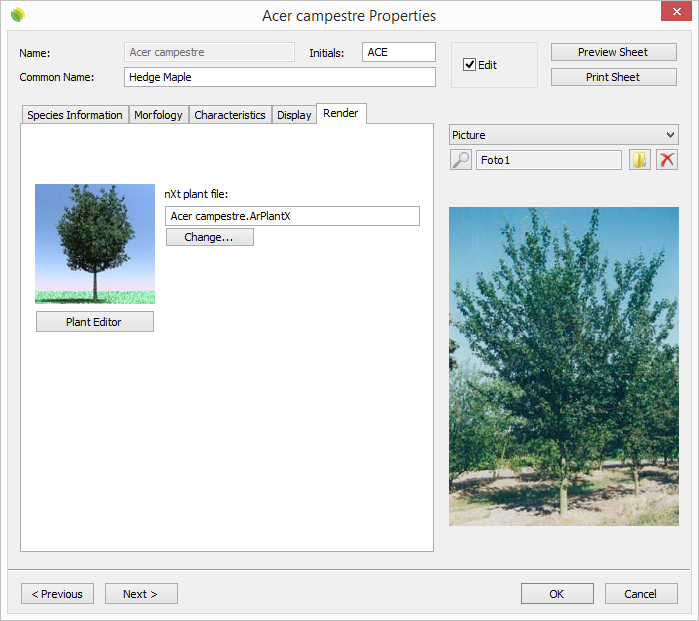 Acer campestre Properties
Name: Acer campestre Initials: ACE
Edit
Preview Sheet
Common Name: Hedge Maple
Print Sheet
Species Information Morfology Characteristics Display Render
Picture
Foto1
nXt plant file:
Acer campestre.ArPlantX
Change...
Plant Editor
< Previous Next > OK Cancel